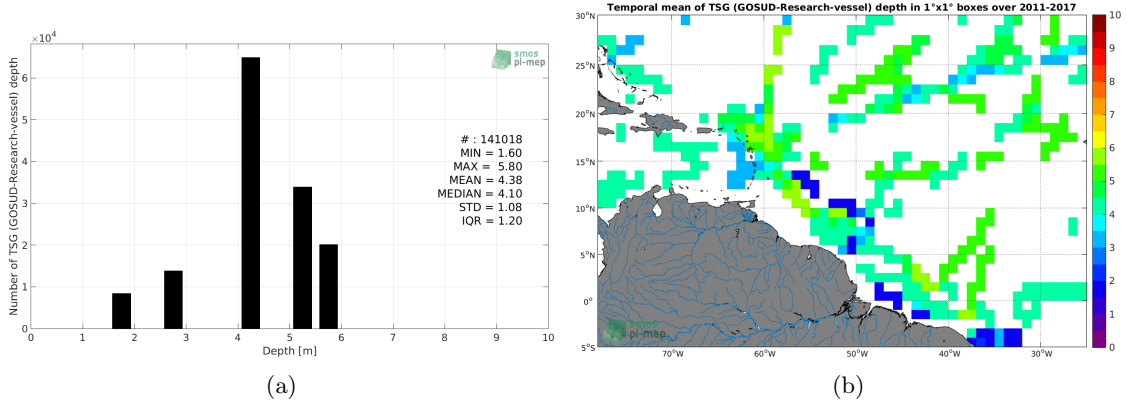 ×10⁴
7
6
5
4
3
2
1
0
Number of TSG (GOSUD-Research-vessel) depth
smos
pi-mep
# : 141018
MIN = 1.60
MAX = 5.80
MEAN = 4.38
MEDIAN = 4.10
STD = 1.08
IQR = 1.20
0 1 2 3 4 5 6 7 8 9 10
Depth [m]
(a)
Temporal mean of TSG (GOSUD-Research-vessel) depth in 1°x1° boxes over 2011-2017
30°N
25°N
20°N
15°N
10°N
5°N
0°
5°S
70°W 60°W 50°W 40°W 30°W
smos
pi-mep
10
9
8
7
6
5
4
3
2
1
0
(b)